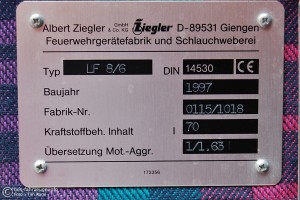 Albert Ziegler GmbH & Co. KG Ziegler D-89531 Giengen
Feuerwehrgerätefabrik und Schlauchweberei
Typ LF 8/6 DIN 14530 CE
Baujahr 1997
Fabrik-Nr. 0115/1018
Kraftstoffbeh. Inhalt l 70
Übersetzung Mot.-Aggr. 1/1.63
173356